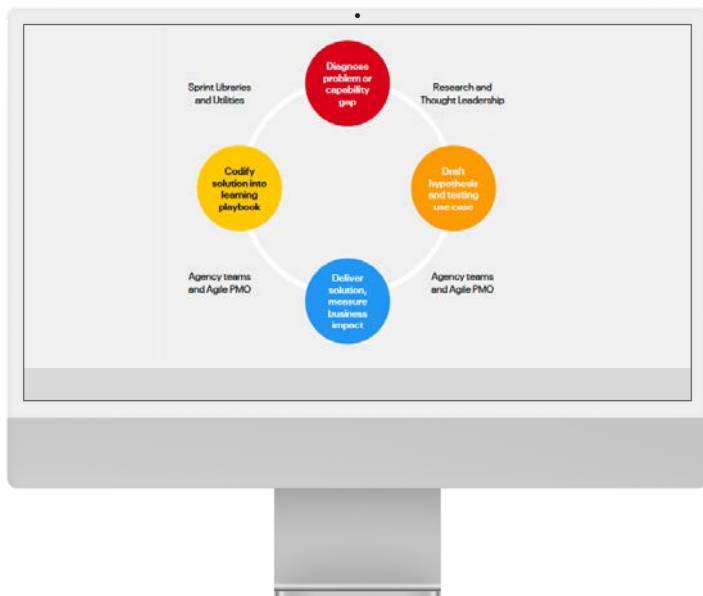 Diagnose
problem or
capability
gap
Sprint Libraries
and Utilities
Research and
Thought Leadership
Codify
solution into
learning
playbook
Draft
hypothesis
and testing
use case
Agency teams
and Agile PMO
Deliver
solution,
measure
business
impact
Agency teams
and Agile PMO